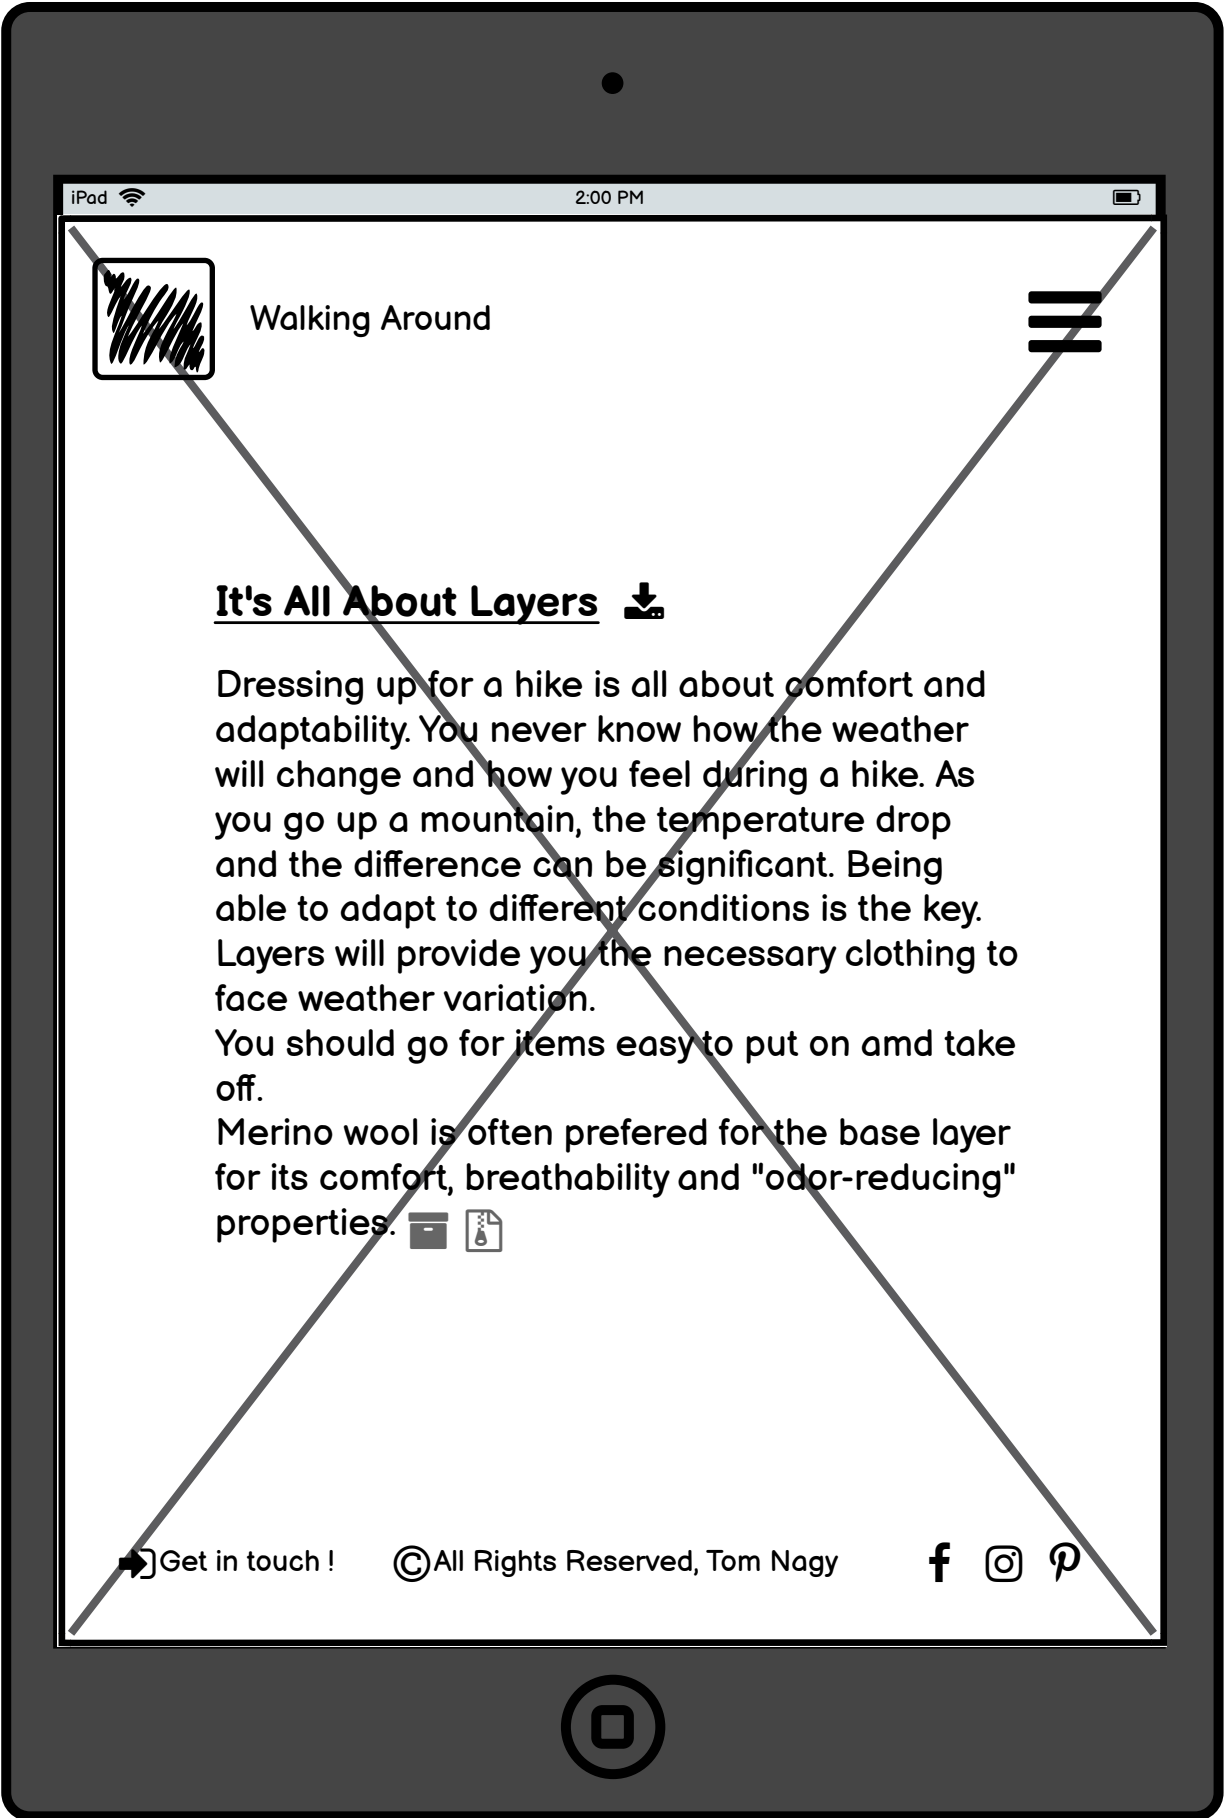 iPad 2:00 PM
Walking Around
It's All About Layers
Dressing up for a hike is all about comfort and
adaptability. You never know how the weather
will change and how you feel during a hike. As
you go up a mountain, the temperature drop
and the difference can be significant. Being
able to adapt to different conditions is the key.
Layers will provide you the necessary clothing to
face weather variation.
You should go for items easy to put on amd take
off.
Merino wool is often prefered for the base layer
for its comfort, breathability and "odor-reducing"
properties.
Get in touch ! ©All Rights Reserved, Tom Nagy